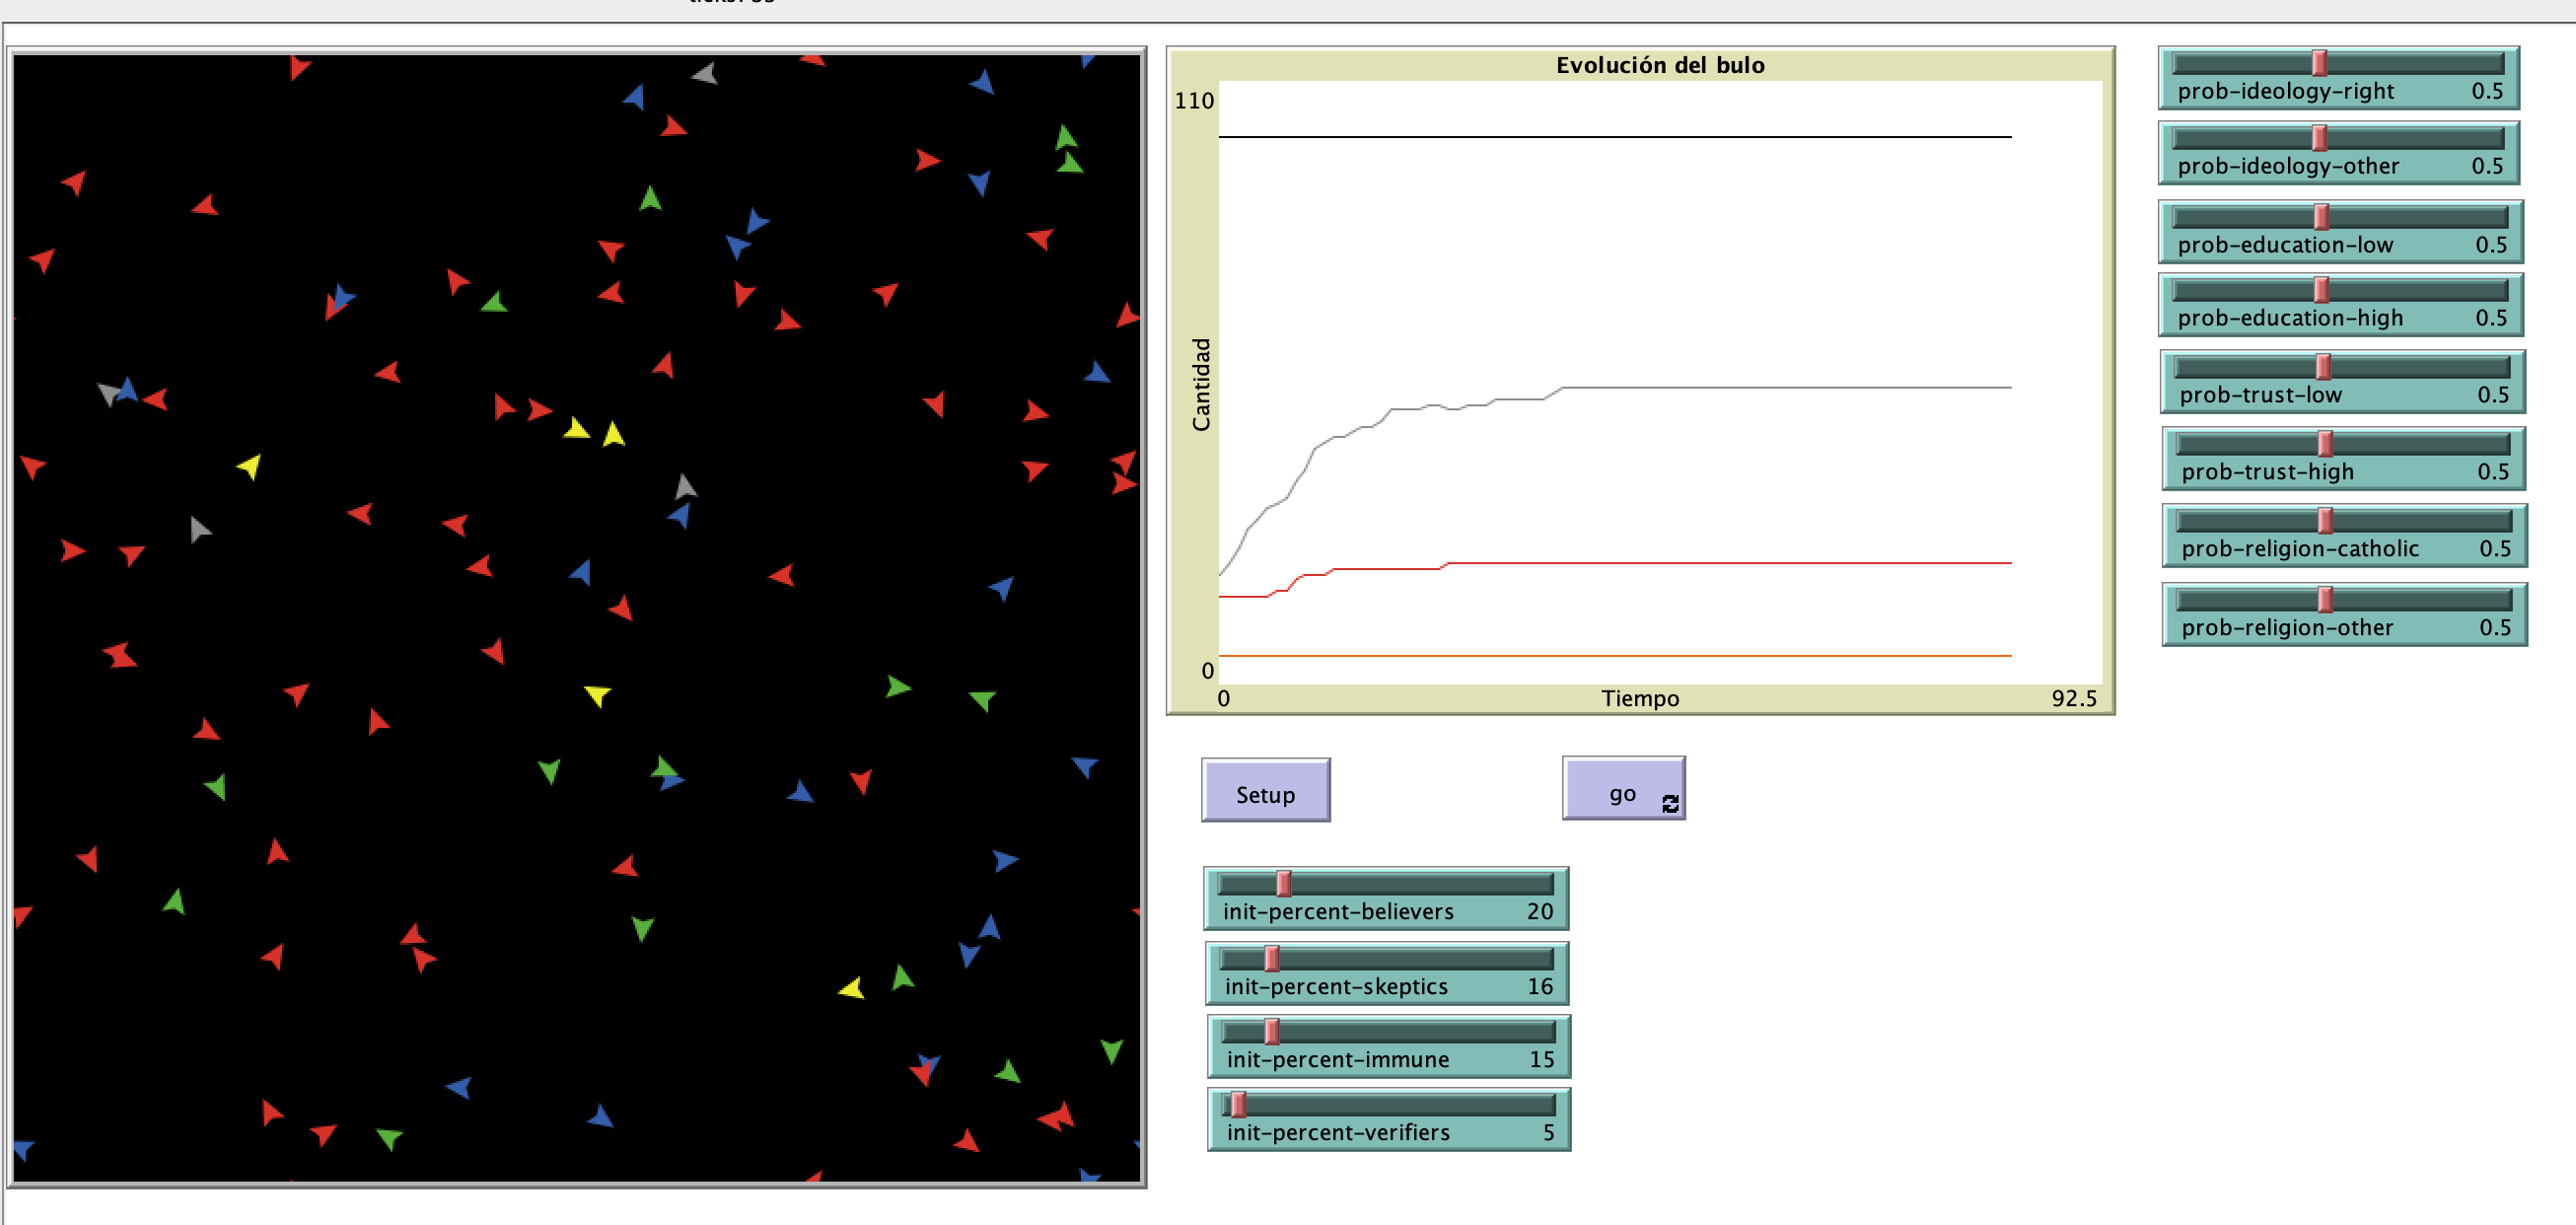 Evolución del bulo
110
Cantidad
0
0
Tiempo
92.5
prob-ideology-right 0.5
prob-ideology-other 0.5
prob-education-low 0.5
prob-education-high 0.5
prob-trust-low 0.5
prob-trust-high 0.5
prob-religion-catholic 0.5
prob-religion-other 0.5
Setup
go
init-percent-believers 20
init-percent-skeptics 16
init-percent-immune 15
init-percent-verifiers 5